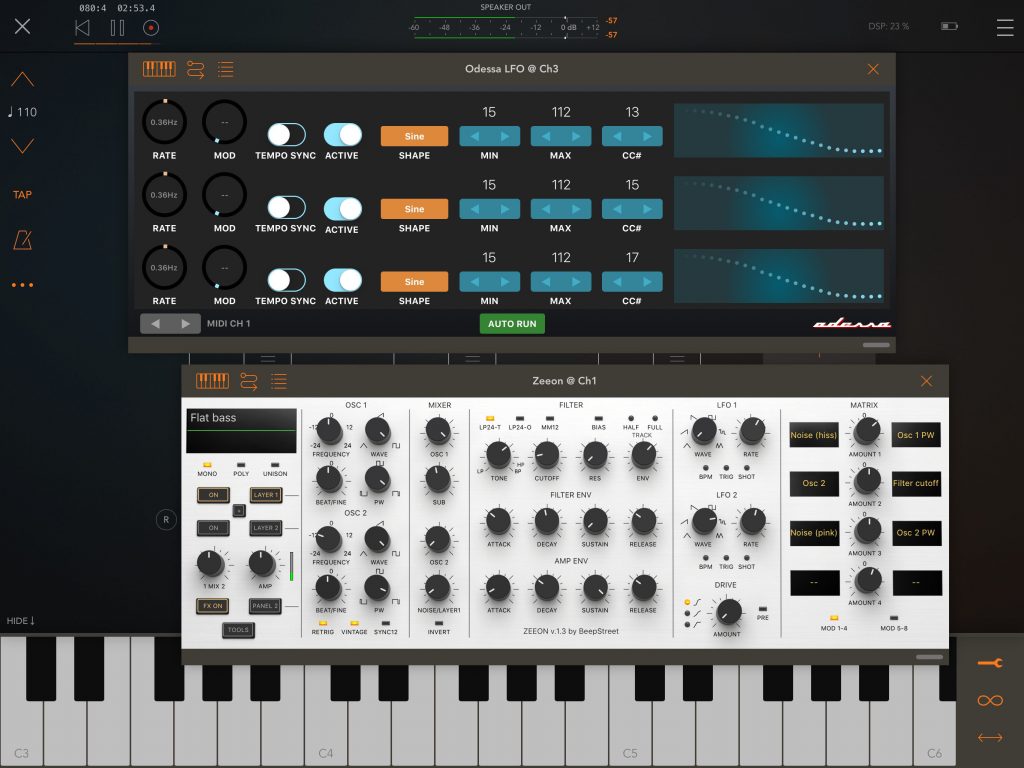 080:4 02:53.4
SPEAKER OUT
-60 -48 -36 -24 -12 0 dB +12
-57
-57
DSP: 23 %
110
TAP
HIDE
Odessa LFO @ Ch3
0.36Hz -- Sine 15 112 13
RATE MOD TEMPO SYNC ACTIVE SHAPE MIN MAX CC#
0.36Hz -- Sine 15 112 15
RATE MOD TEMPO SYNC ACTIVE SHAPE MIN MAX CC#
0.36Hz -- Sine 15 112 17
RATE MOD TEMPO SYNC ACTIVE SHAPE MIN MAX CC#
MIDI CH 1
AUTO RUN
odessa
Zeeon @ Ch1
Flat bass
MONO POLY UNISON
ON LAYER 1
ON LAYER 2
1 MIX 2 AMP
FX ON PANEL 2
TOOLS
R
OSC 1
0
-12 12
-24 24
FREQUENCY WAVE
0
BEAT/FINE PW
OSC 2
0
-12 12
-24 24
FREQUENCY WAVE
0
BEAT/FINE PW
RETRIG VINTAGE SYNC12
MIXER
OSC 1
SUB
OSC 2
NOISE/LAYER1
INVERT
FILTER
LP24-T LP24-O MM12 BIAS HALF FULL
TRACK
LP HP
BP
TONE CUTOFF RES ENV
FILTER ENV
ATTACK DECAY SUSTAIN RELEASE
AMP ENV
ATTACK DECAY SUSTAIN RELEASE
ZEEON v.1.3 by BeepStreet
LFO 1
WAVE RATE
BPM TRIG SHOT
LFO 2
WAVE RATE
BPM TRIG SHOT
DRIVE
PRE
AMOUNT
MATRIX
0
Noise (hiss) Osc 1 PW
AMOUNT 1
0
Osc 2 Filter cutoff
AMOUNT 2
0
Noise (pink) Osc 2 PW
AMOUNT 3
0
-- --
AMOUNT 4
MOD 1-4 MOD 5-8
C3 C4 C5 C6